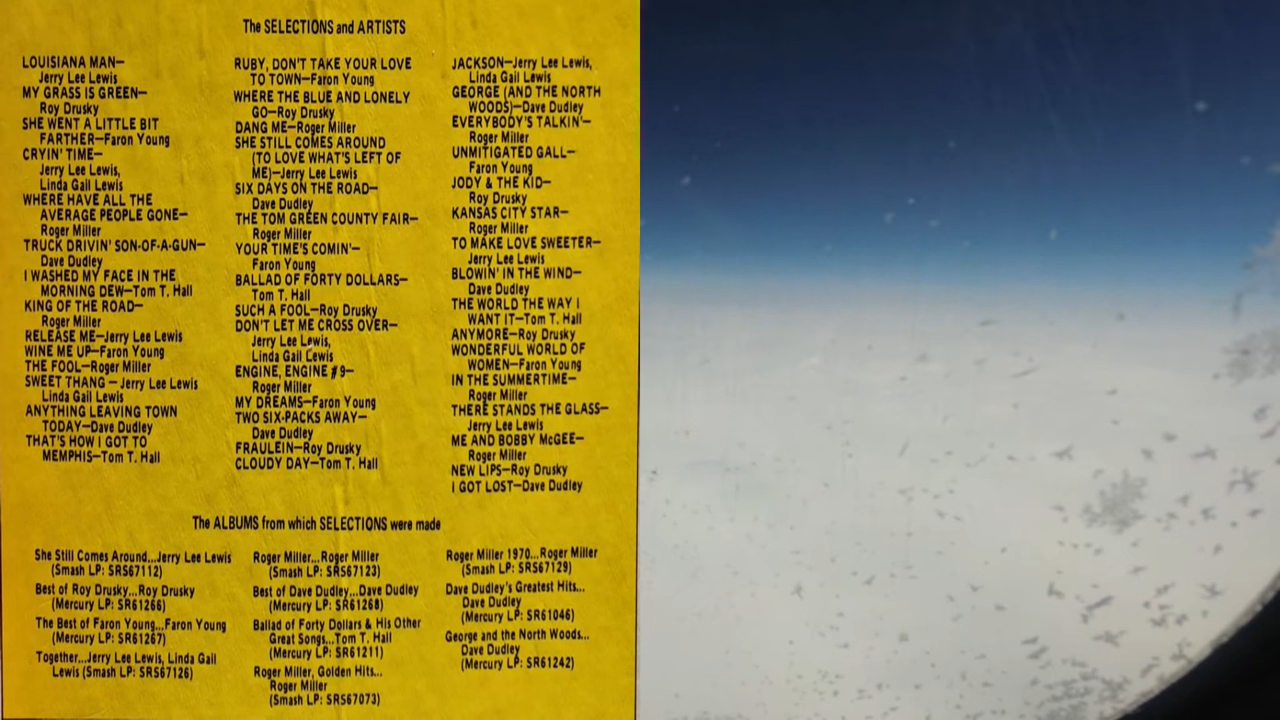 The SELECTIONS and ARTISTS
LOUISIANA MAN—
Jerry Lee Lewis
MY GRASS IS GREEN—
Roy Drusky
SHE WENT A LITTLE BIT
FARTHER—Faron Young
CRYIN' TIME—
Jerry Lee Lewis,
Linda Gail Lewis
WHERE HAVE ALL THE
AVERAGE PEOPLE GONE—
Roger Miller
TRUCK DRIVIN' SON-OF-A-GUN—
Dave Dudley
I WASHED MY FACE IN THE
MORNING DEW—Tom T. Hall
KING OF THE ROAD—
Roger Miller
RELEASE ME—Jerry Lee Lewis
WINE ME UP—Faron Young
THE FOOL—Roger Miller
SWEET THANG — Jerry Lee Lewis
Linda Gail Lewis
ANYTHING LEAVING TOWN
TODAY—Dave Dudley
THAT'S HOW I GOT TO
MEMPHIS—Tom T. Hall
RUBY, DON'T TAKE YOUR LOVE
TO TOWN—Faron Young
WHERE THE BLUE AND LONELY
GO—Roy Drusky
DANG ME—Roger Miller
SHE STILL COMES AROUND
(TO LOVE WHAT'S LEFT OF
ME)—Jerry Lee Lewis
SIX DAYS ON THE ROAD—
Dave Dudley
THE TOM GREEN COUNTY FAIR—
Roger Miller
YOUR TIME'S COMIN'—
Faron Young
BALLAD OF FORTY DOLLARS—
Tom T. Hall
SUCH A FOOL—Roy Drusky
DON'T LET ME CROSS OVER—
Jerry Lee Lewis,
Linda Gail Lewis
ENGINE, ENGINE #9—
Roger Miller
MY DREAMS—Faron Young
TWO SIX-PACKS AWAY—
Dave Dudley
FRAULEIN—Roy Drusky
CLOUDY DAY—Tom T. Hall
JACKSON—Jerry Lee Lewis,
Linda Gail Lewis
GEORGE (AND THE NORTH
WOODS)—Dave Dudley
EVERYBODY'S TALKIN'—
Roger Miller
UNMITIGATED GALL—
Faron Young
JODY & THE KID—
Roy Drusky
KANSAS CITY STAR—
Roger Miller
TO MAKE LOVE SWEETER—
Jerry Lee Lewis
BLOWIN' IN THE WIND—
Dave Dudley
THE WORLD THE WAY I
WANT IT—Tom T. Hall
ANYMORE—Roy Drusky
WONDERFUL WORLD OF
WOMEN—Faron Young
IN THE SUMMERTIME—
Roger Miller
THERE STANDS THE GLASS—
Jerry Lee Lewis
ME AND BOBBY McGEE—
Roger Miller
NEW LIPS—Roy Drusky
I GOT LOST—Dave Dudley
The ALBUMS from which SELECTIONS were made
She Still Comes Around...Jerry Lee Lewis
(Smash LP: SRS67112)
Best of Roy Drusky...Roy Drusky
(Mercury LP: SR61266)
The Best of Faron Young...Faron Young
(Mercury LP: SR61267)
Together...Jerry Lee Lewis, Linda Gail
Lewis (Smash LP: SRS67126)
Roger Miller...Roger Miller
(Smash LP: SRS67123)
Best of Dave Dudley...Dave Dudley
(Mercury LP: SR61268)
Ballad of Forty Dollars & His Other
Great Songs...Tom T. Hall
(Mercury LP: SR61211)
Roger Miller, Golden Hits...
Roger Miller
(Smash LP: SRS67073)
Roger Miller 1970...Roger Miller
(Smash LP: SRS67129)
Dave Dudley's Greatest Hits...
Dave Dudley
(Mercury LP: SR61046)
George and the North Woods...
Dave Dudley
(Mercury LP: SR61242)